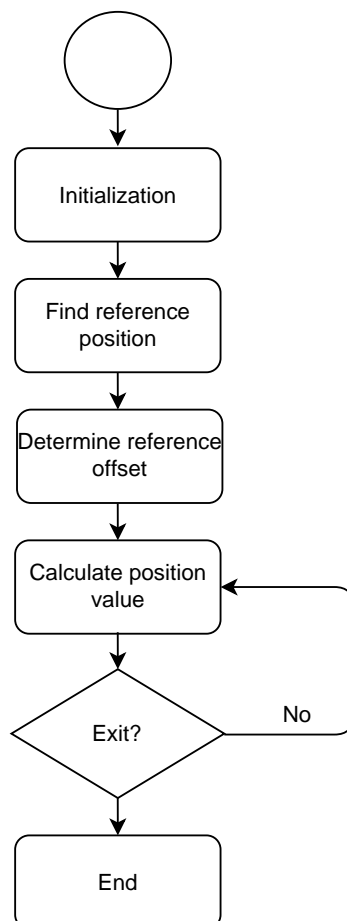 Initialization
Find reference
position
Determine reference
offset
Calculate position
value
Exit?
No
End